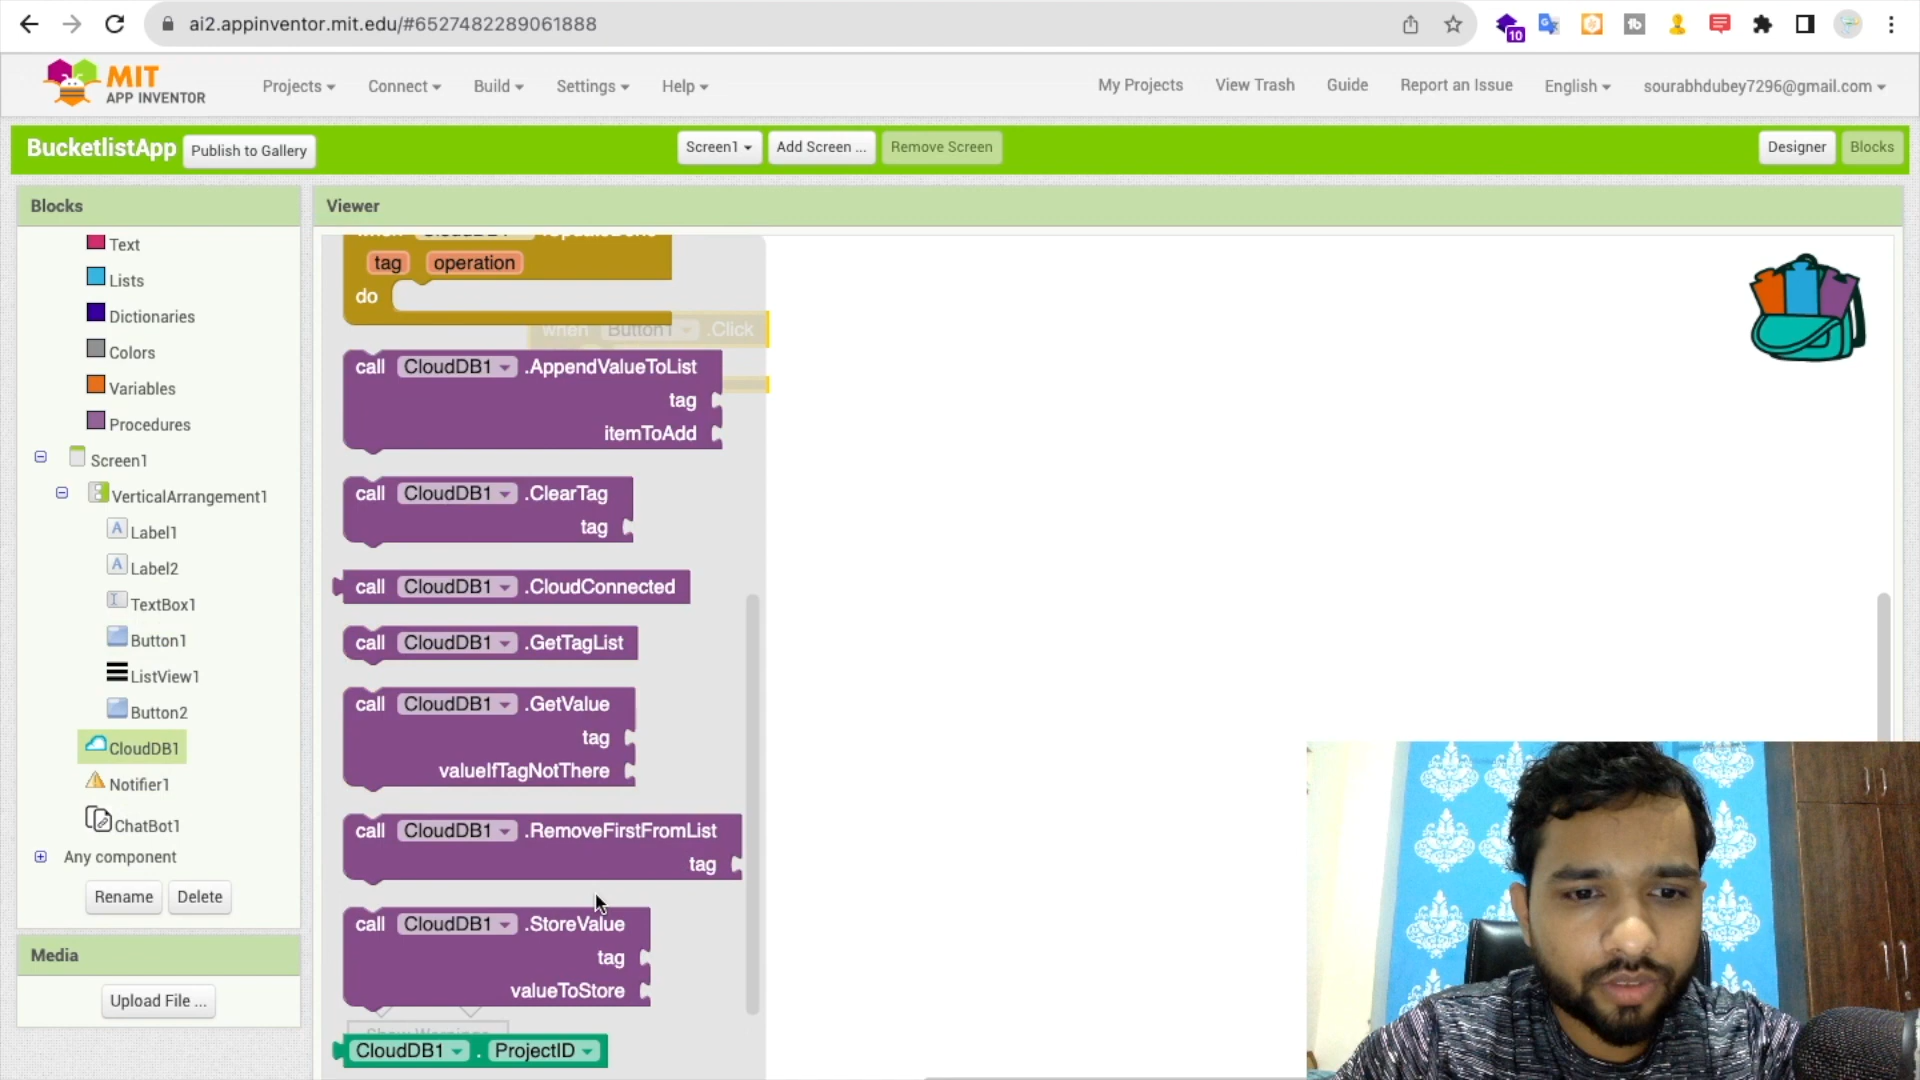 ai2.appinventor.mit.edu/#6527482289061888
10
MIT
APP INVENTOR
Projects
Connect
Build
Settings
Help
My Projects
View Trash
Guide
Report an Issue
English
sourabhdubey7296@gmail.com
BucketlistApp
Publish to Gallery
Screen1
Add Screen ...
Remove Screen
Designer
Blocks
Blocks
Viewer
Text
Lists
Dictionaries
Colors
Variables
Procedures
Screen1
VerticalArrangement1
Label1
Label2
TextBox1
Button1
ListView1
Button2
CloudDB1
Notifier1
ChatBot1
Any component
Rename
Delete
Media
Upload File ...
tag operation
do
when Button1 .Click
call CloudDB1 .AppendValueToList
tag
itemToAdd
call CloudDB1 .ClearTag
tag
call CloudDB1 .CloudConnected
call CloudDB1 .GetTagList
call CloudDB1 .GetValue
tag
valueIfTagNotThere
call CloudDB1 .RemoveFirstFromList
tag
call CloudDB1 .StoreValue
tag
valueToStore
Show Warnings
CloudDB1 . ProjectID